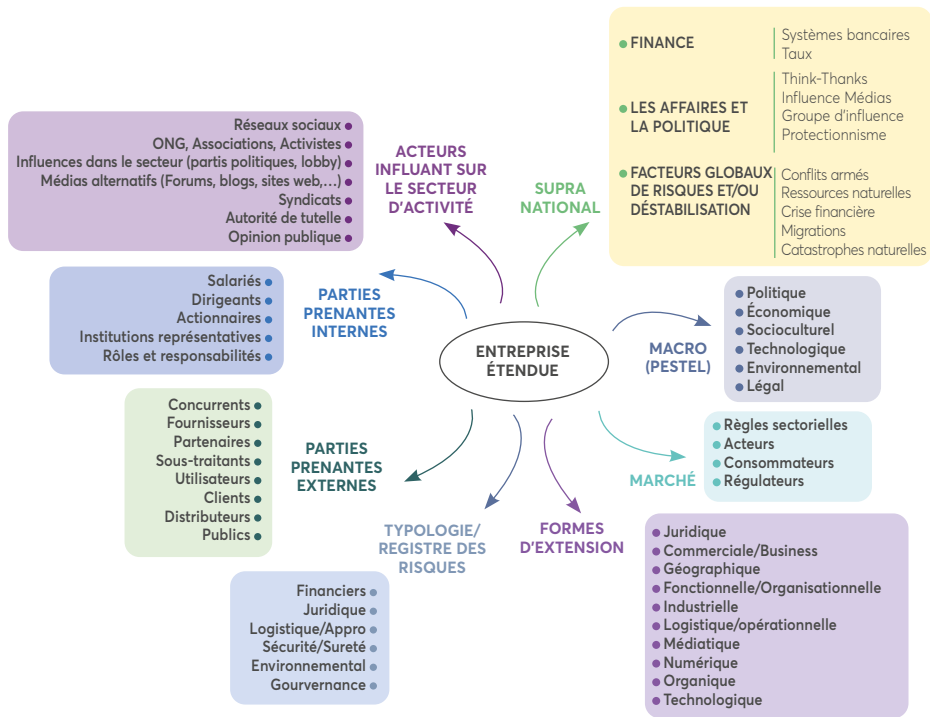 FINANCE
Systèmes bancaires
Taux
LES AFFAIRES ET
LA POLITIQUE
Think-Thanks
Influence Médias
Groupe d'influence
Protectionnisme
FACTEURS GLOBAUX
DE RISQUES ET/OU
DÉSTABILISATION
Conflits armés
Ressources naturelles
Crise financière
Migrations
Catastrophes naturelles
SUPRA
NATIONAL
ACTEURS
INFLUANT SUR
LE SECTEUR
D'ACTIVITÉ
Réseaux sociaux
ONG, Associations, Activistes
Influences dans le secteur (partis politiques, lobby)
Médias alternatifs (Forums, blogs, sites web,...)
Syndicats
Autorité de tutelle
Opinion publique
PARTIES
PRENANTES
INTERNES
Salariés
Dirigeants
Actionnaires
Institutions représentatives
Rôles et responsabilités
ENTREPRISE
ÉTENDUE
MACRO
(PESTEL)
Politique
Économique
Socioculturel
Technologique
Environnemental
Légal
PARTIES
PRENANTES
EXTERNES
Concurrents
Fournisseurs
Partenaires
Sous-traitants
Utilisateurs
Clients
Distributeurs
Publics
MARCHÉ
Règles sectorielles
Acteurs
Consommateurs
Régulateurs
TYPOLOGIE/
REGISTRE DES
RISQUES
Financiers
Juridique
Logistique/Appro
Sécurité/Sureté
Environnemental
Gourvernance
FORMES
D'EXTENSION
Juridique
Commerciale/Business
Géographique
Fonctionnelle/Organisationnelle
Industrielle
Logistique/opérationnelle
Médiatique
Numérique
Organique
Technologique